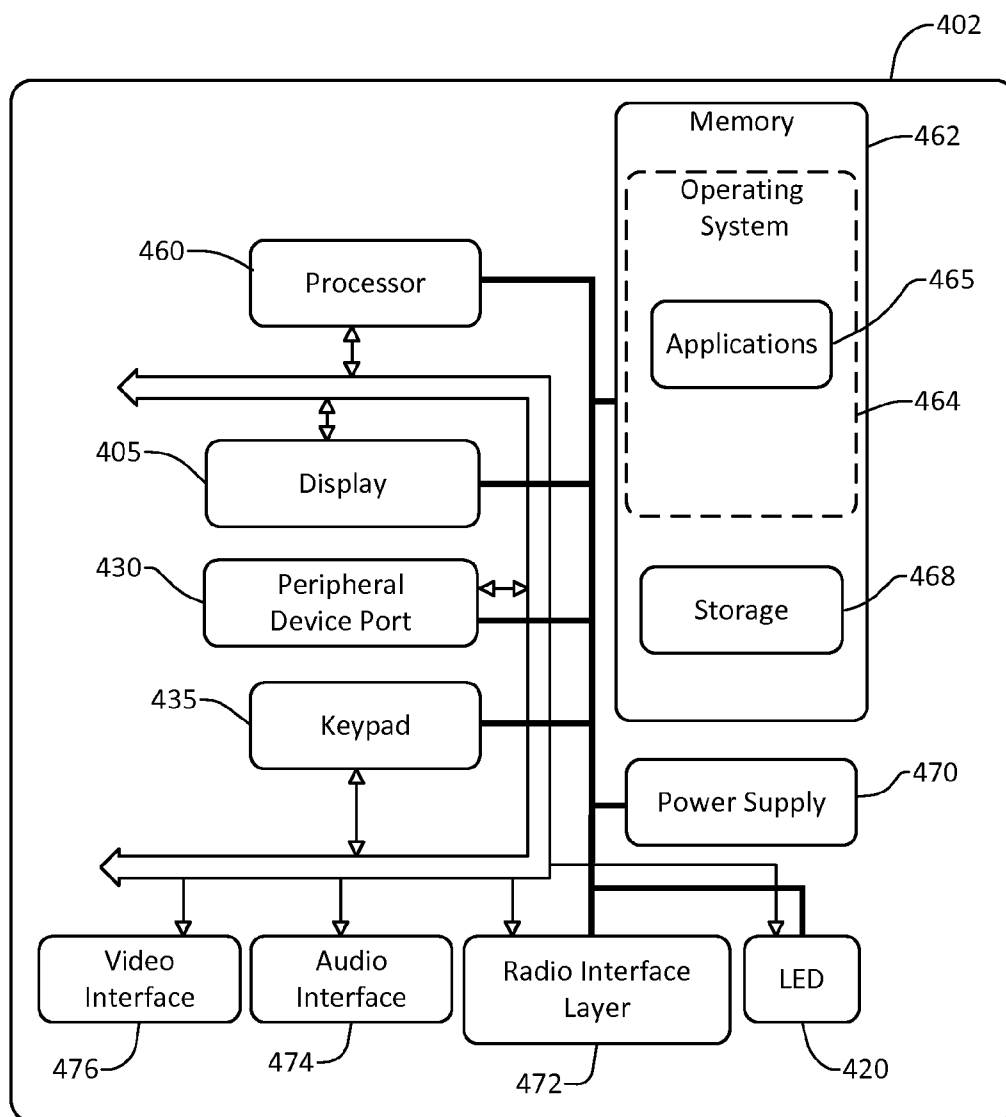 402
Memory
462
Operating
System
460
Processor
465
Applications
464
405
Display
430
Peripheral
Device Port
468
Storage
435
Keypad
470
Power Supply
Video
Interface
Audio
Interface
Radio Interface
Layer
LED
476
474
472
420